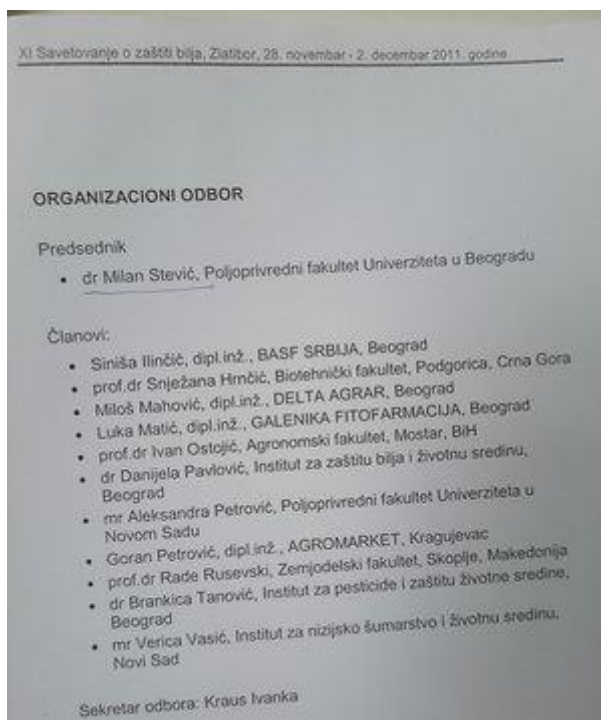 XI Savetovanje o zaštiti bilja, Zlatibor, 28. novembar - 2. decembar 2011. godine
ORGANIZACIONI ODBOR
Predsednik
• dr Milan Stević, Poljoprivredni fakultet Univerziteta u Beogradu
Članovi:
• Siniša Ilinčić, dipl.inž., BASF SRBIJA, Beograd
• prof.dr Snježana Hrnčić, Biotehnički fakultet, Podgorica, Crna Gora
• Miloš Mahović, dipl.inž., DELTA AGRAR, Beograd
• Luka Matić, dipl.inž., GALENIKA FITOFARMACIJA, Beograd
• prof.dr Ivan Ostojić, Agronomski fakultet, Mostar, BiH
• dr Danijela Pavlović, Institut za zaštitu bilja i životnu sredinu,
Beograd
• mr Aleksandra Petrović, Poljoprivredni fakultet Univerziteta u
Novom Sadu
• Goran Petrović, dipl.inž., AGROMARKET, Kragujevac
• prof.dr Rade Rusevski, Zemjodelski fakultet, Skoplje, Makedonija
• dr Brankica Tanović, Institut za pesticide i zaštitu životne sredine,
Beograd
• mr Verica Vasić, Institut za nizijsko šumarstvo i životnu sredinu,
Novi Sad
Sekretar odbora: Kraus Ivanka